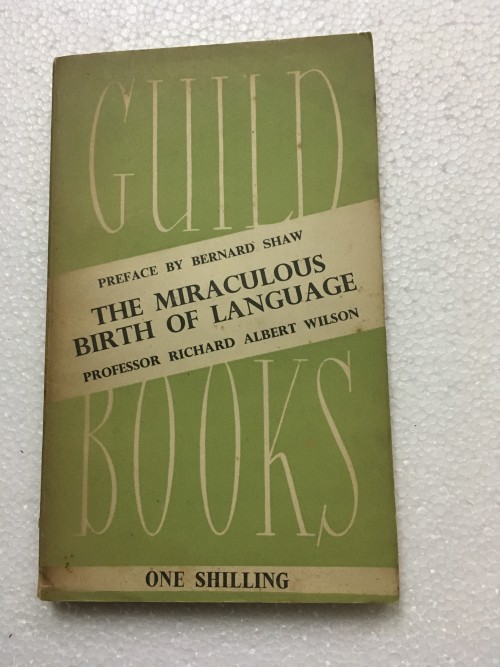 GUILD
PREFACE BY BERNARD SHAW
THE MIRACULOUS
BIRTH OF LANGUAGE
PROFESSOR RICHARD ALBERT WILSON
BOOKS
ONE SHILLING